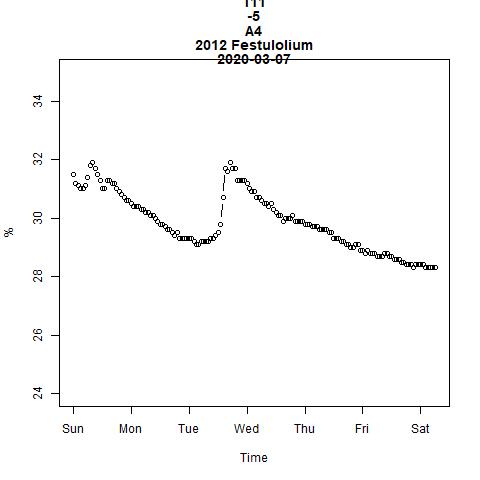 T11
-5
A4
2012 Festulolium
2020-03-07
34
32
30
28
26
24
%
Sun Mon Tue Wed Thu Fri Sat
Time